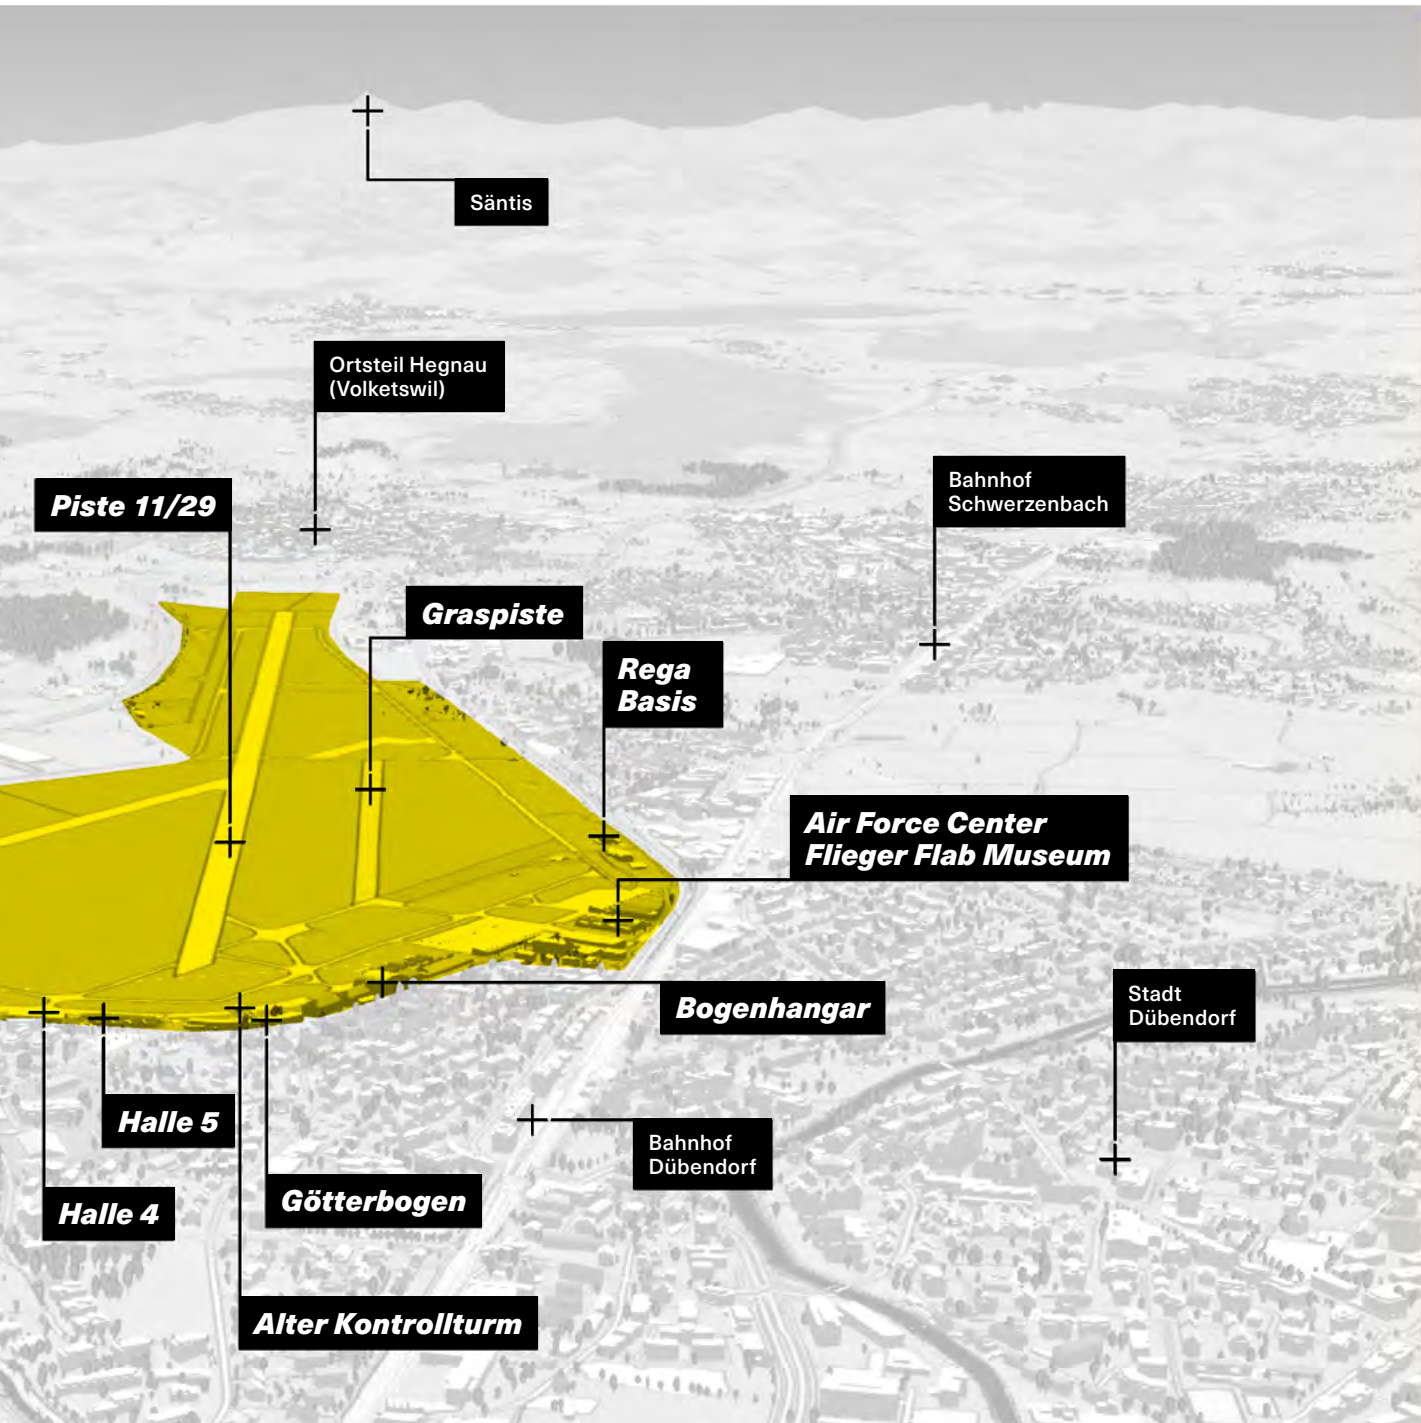 Säntis
Ortsteil Hegnau
(Volketswil)
Bahnhof
Schwerzenbach
Piste 11/29
Graspiste
Rega
Basis
Air Force Center
Flieger Flab Museum
Bogenhangar
Stadt
Dübendorf
Halle 5
Bahnhof
Dübendorf
Götterbogen
Halle 4
Alter Kontrollturm